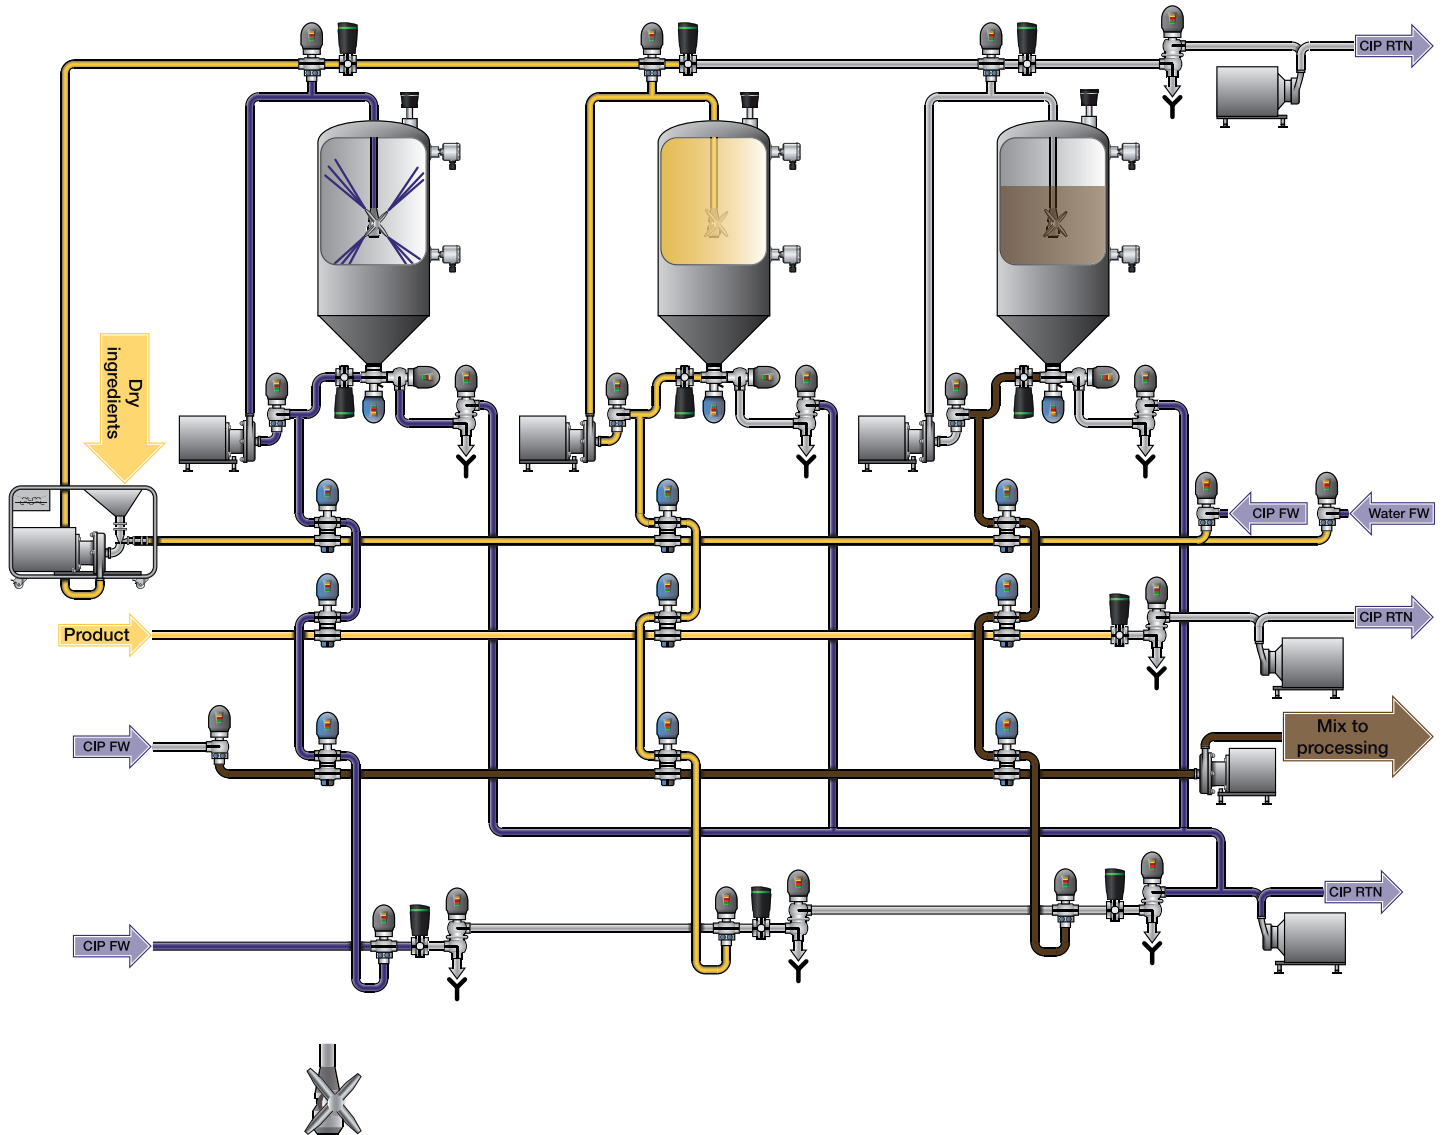 CIP RTN
Dry
ingredients
CIP FW
Water FW
Product
CIP RTN
Mix to
processing
CIP FW
CIP RTN
CIP FW